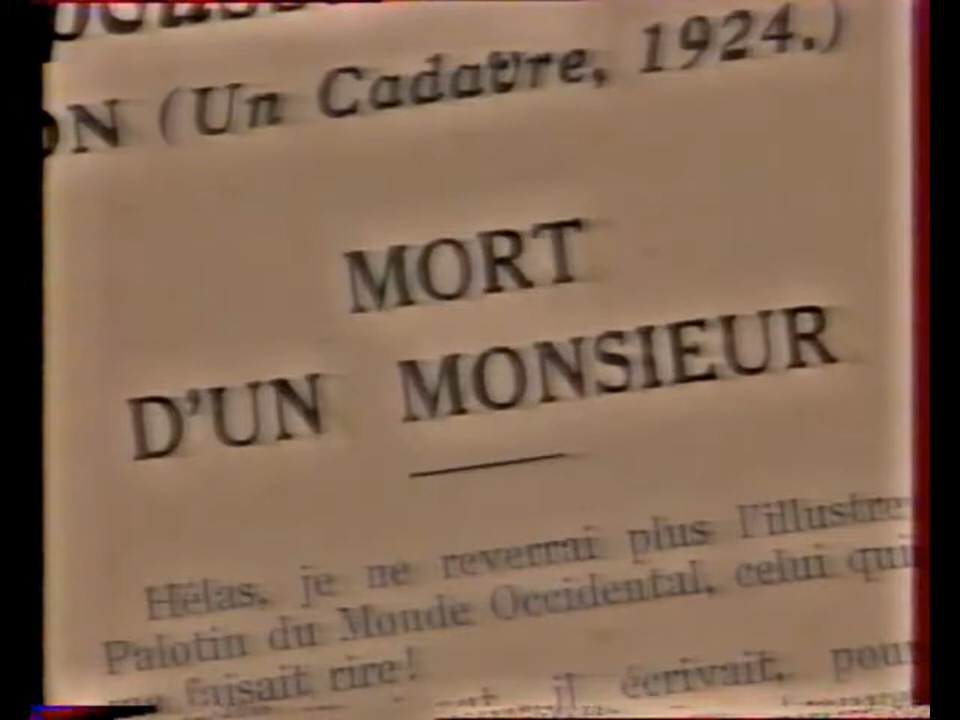 ON (Un Cadavre, 1924.)
MORT
D'UN MONSIEUR
Hélas, je ne reverrai plus l'illustre
Palotin du Monde Occidental, celui qui
me faisait rire!
il écrivait, pour